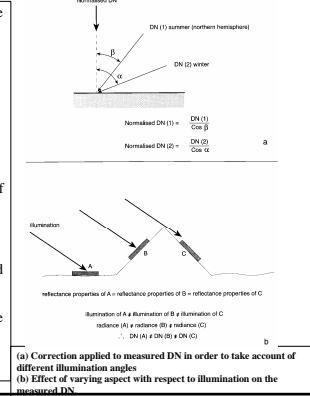 Normalised DN
DN (1) summer (northern hemisphere)
β
DN (2) winter
α
Normalised DN (1) = DN (1) / Cos β
Normalised DN (2) = DN (2) / Cos α
a
illumination
A
B
C
reflectance properties of A = reflectance properties of B = reflectance properties of C
illumination of A ≠ illumination of B ≠ illumination of C
radiance (A) ≠ radiance (B) ≠ radiance (C)
∴ DN (A) ≠ DN (B) ≠ DN (C)
b
(a) Correction applied to measured DN in order to take account of
different illumination angles
(b) Effect of varying aspect with respect to illumination on the
measured DN.